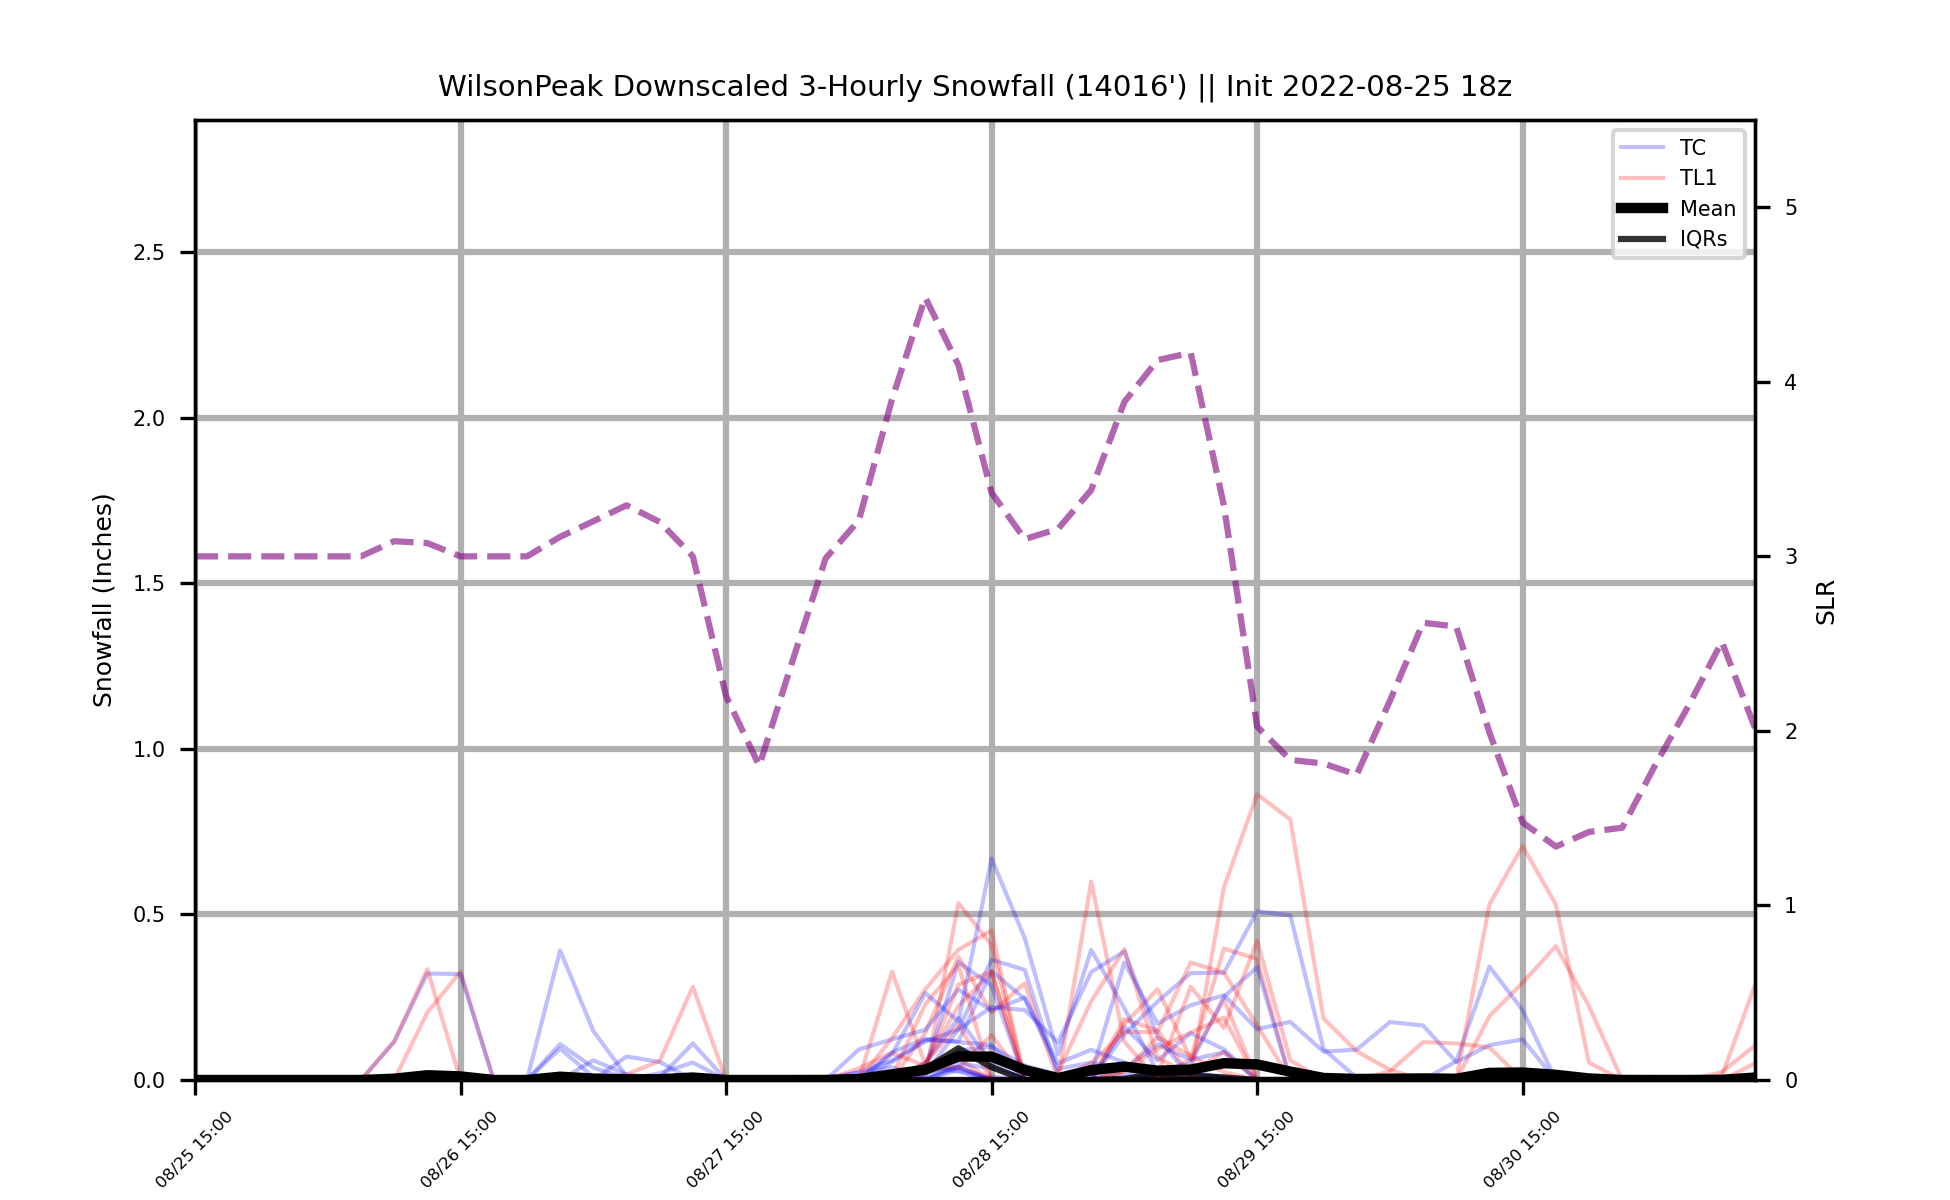 WilsonPeak Downscaled 3-Hourly Snowfall (14016') || Init 2022-08-25 18z
TC
TL1
Mean
IQRs
Snowfall (Inches)
2.5
2.0
1.5
1.0
0.5
0.0
SLR
5
4
3
2
1
0
08/25 15:00
08/26 15:00
08/27 15:00
08/28 15:00
08/29 15:00
08/30 15:00